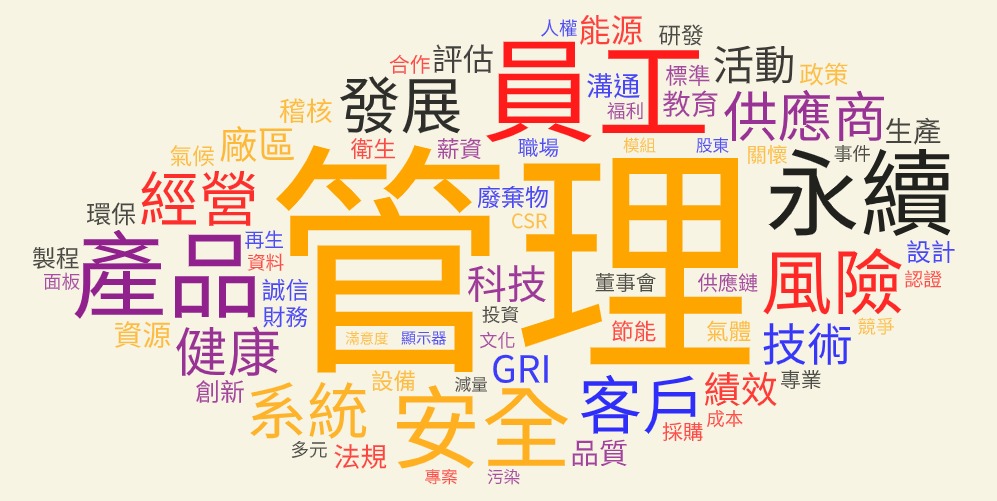 人權
能源
研發
合作
評估
員工
溝通
標準
活動
政策
稽核
發展
福利
教育
供應商
生產
氣候
廠區
衛生
薪資
職場
模組
股東
關懷
事件
環保
經營
管理
廢棄物
CSR
永續
製程
面板
產品
再生
資料
誠信
財務
科技
投資
董事會
供應鏈
風險
設計
認證
資源
健康
滿意度
顯示器
文化
節能
氣體
技術
競爭
創新
系統
設備
減量
GRI
安全
客戶
績效
專業
成本
採購
多元
法規
專案
污染
品質